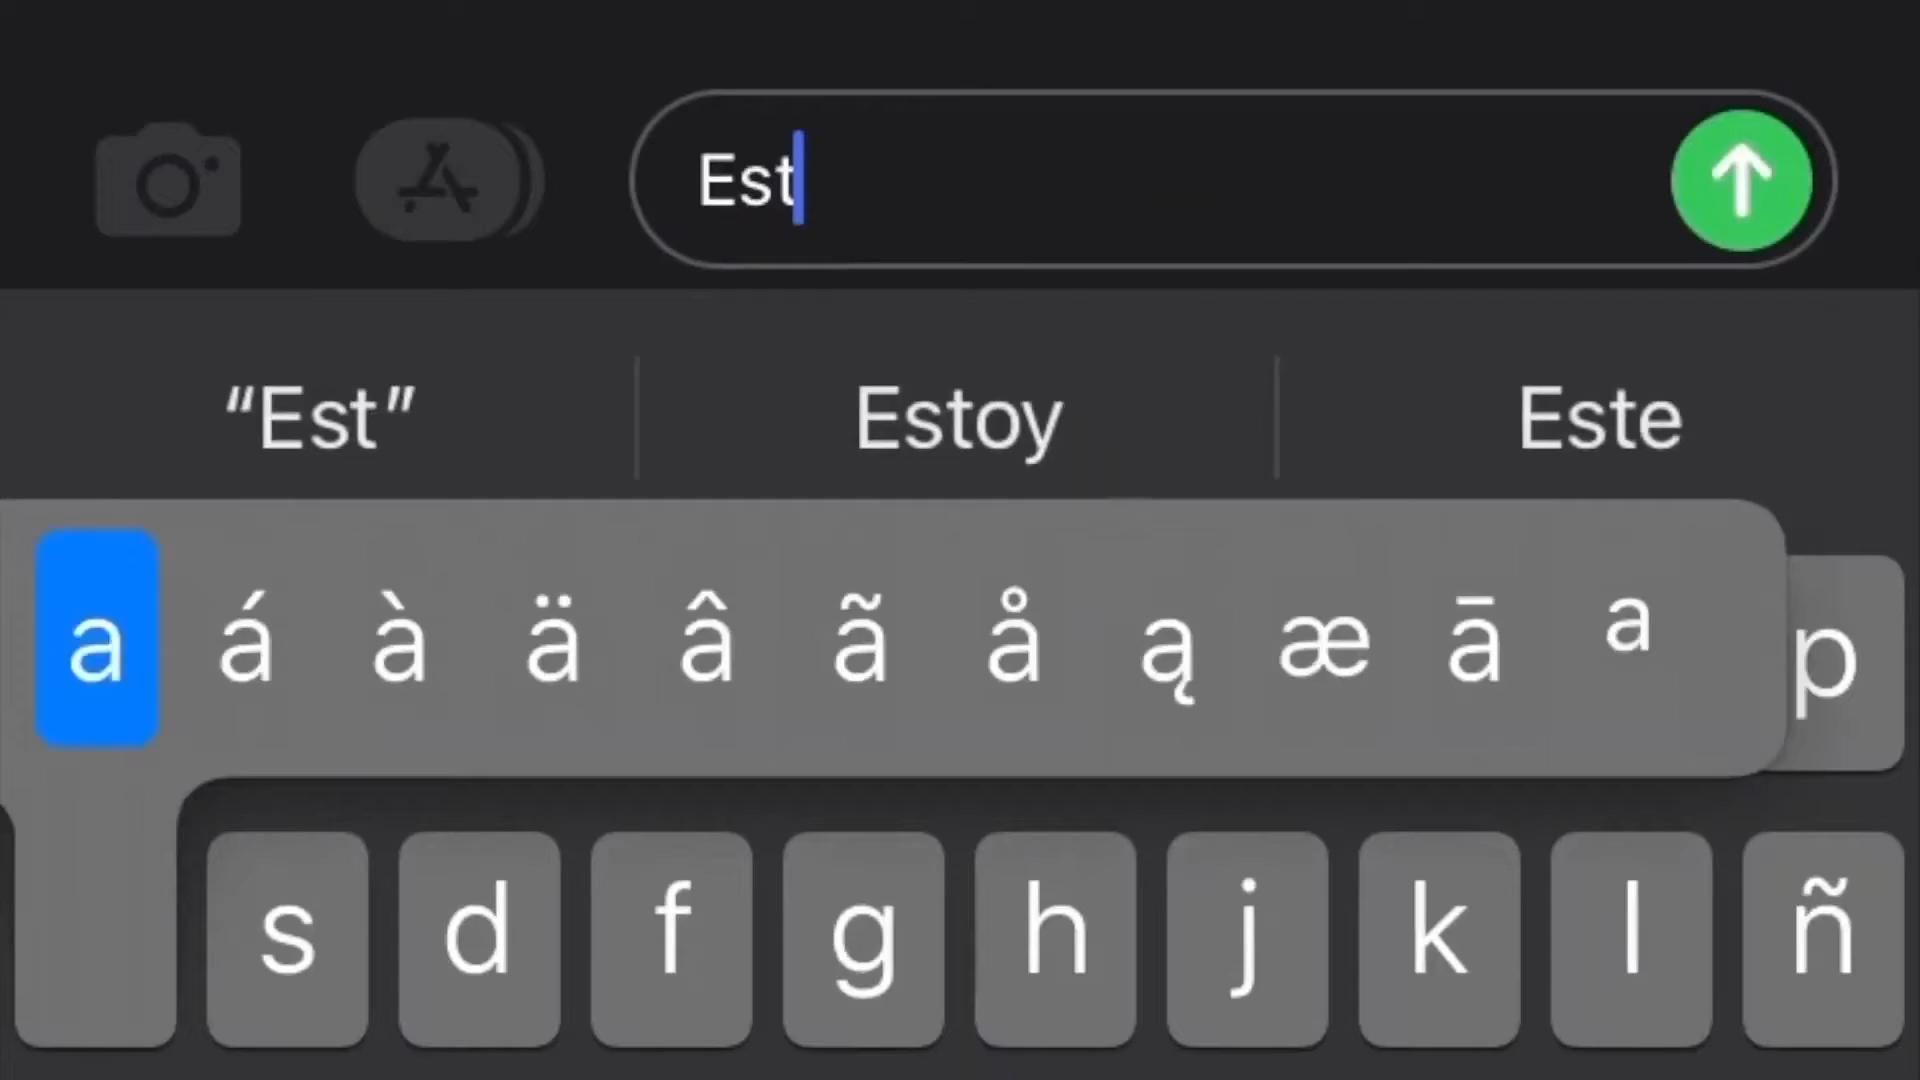 Est
“Est” Estoy Este
a á à ä â ã å ą æ ā ª p
s d f g h j k l ñ